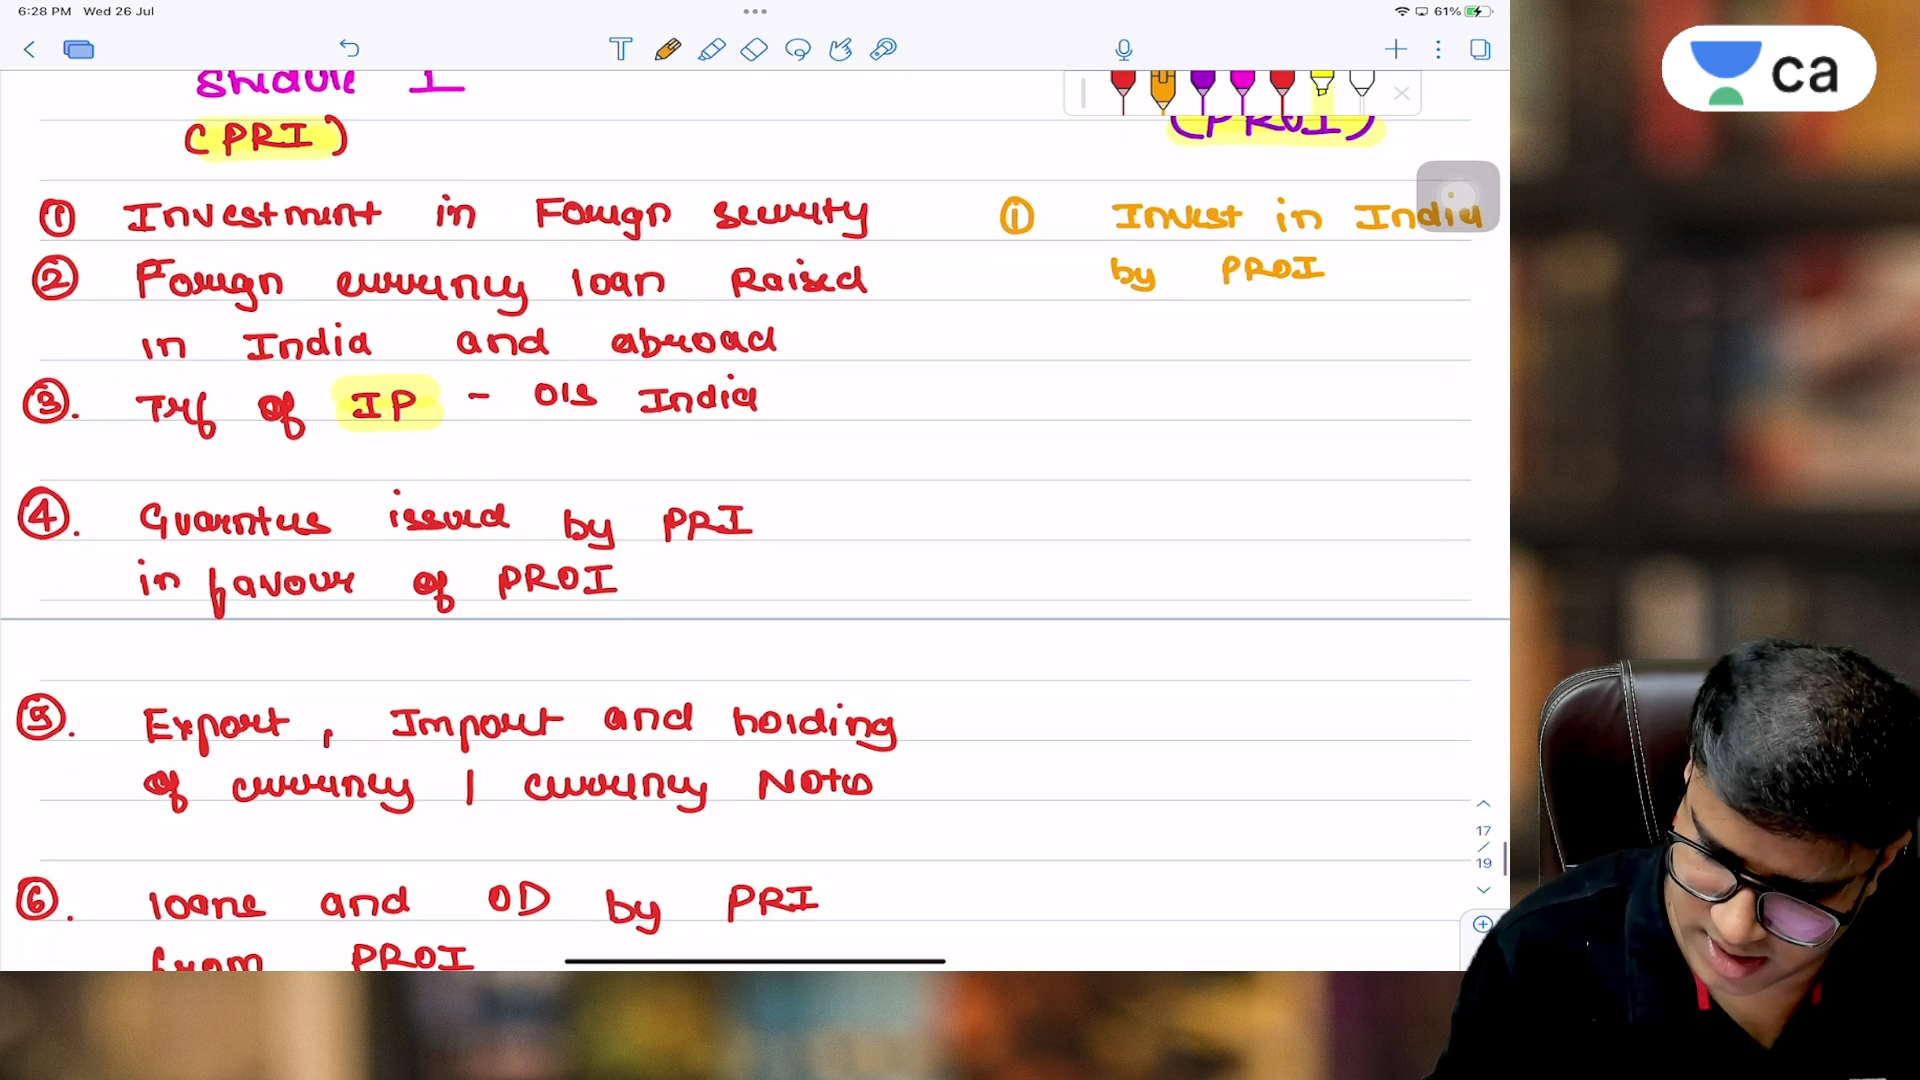 6:28 PM Wed 26 Jul
61%
ca
I
(PRI)
(PROI)
① Investment in Foreign security
② Foreign currency loan Raised
in India and abroad
③. Trf of IP - O/s India
④. Guarntes issued by PRI
in favour of PROI
⑤. Export, Import and holding
of currency / currency Notes
⑥. loans and OD by PRI
from PROI
① Invest in India
by PROI
17
/
19